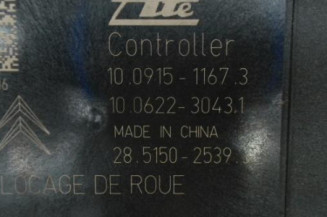 Ate
Controller
10.0915-1167.3
10.0622-3043.1
MADE IN CHINA
28.5150-2539.
LOCAGE DE ROUE